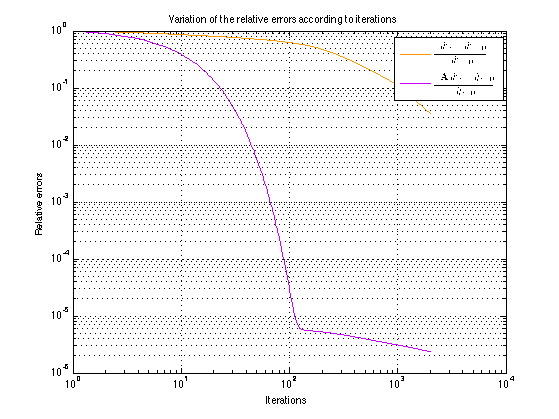 Variation of the relative errors according to iterations
10^0
10^-1
10^-2
10^-3
10^-4
10^-5
10^-6
Relative errors
10^0 10^1 10^2 10^3 10^4
Iterations